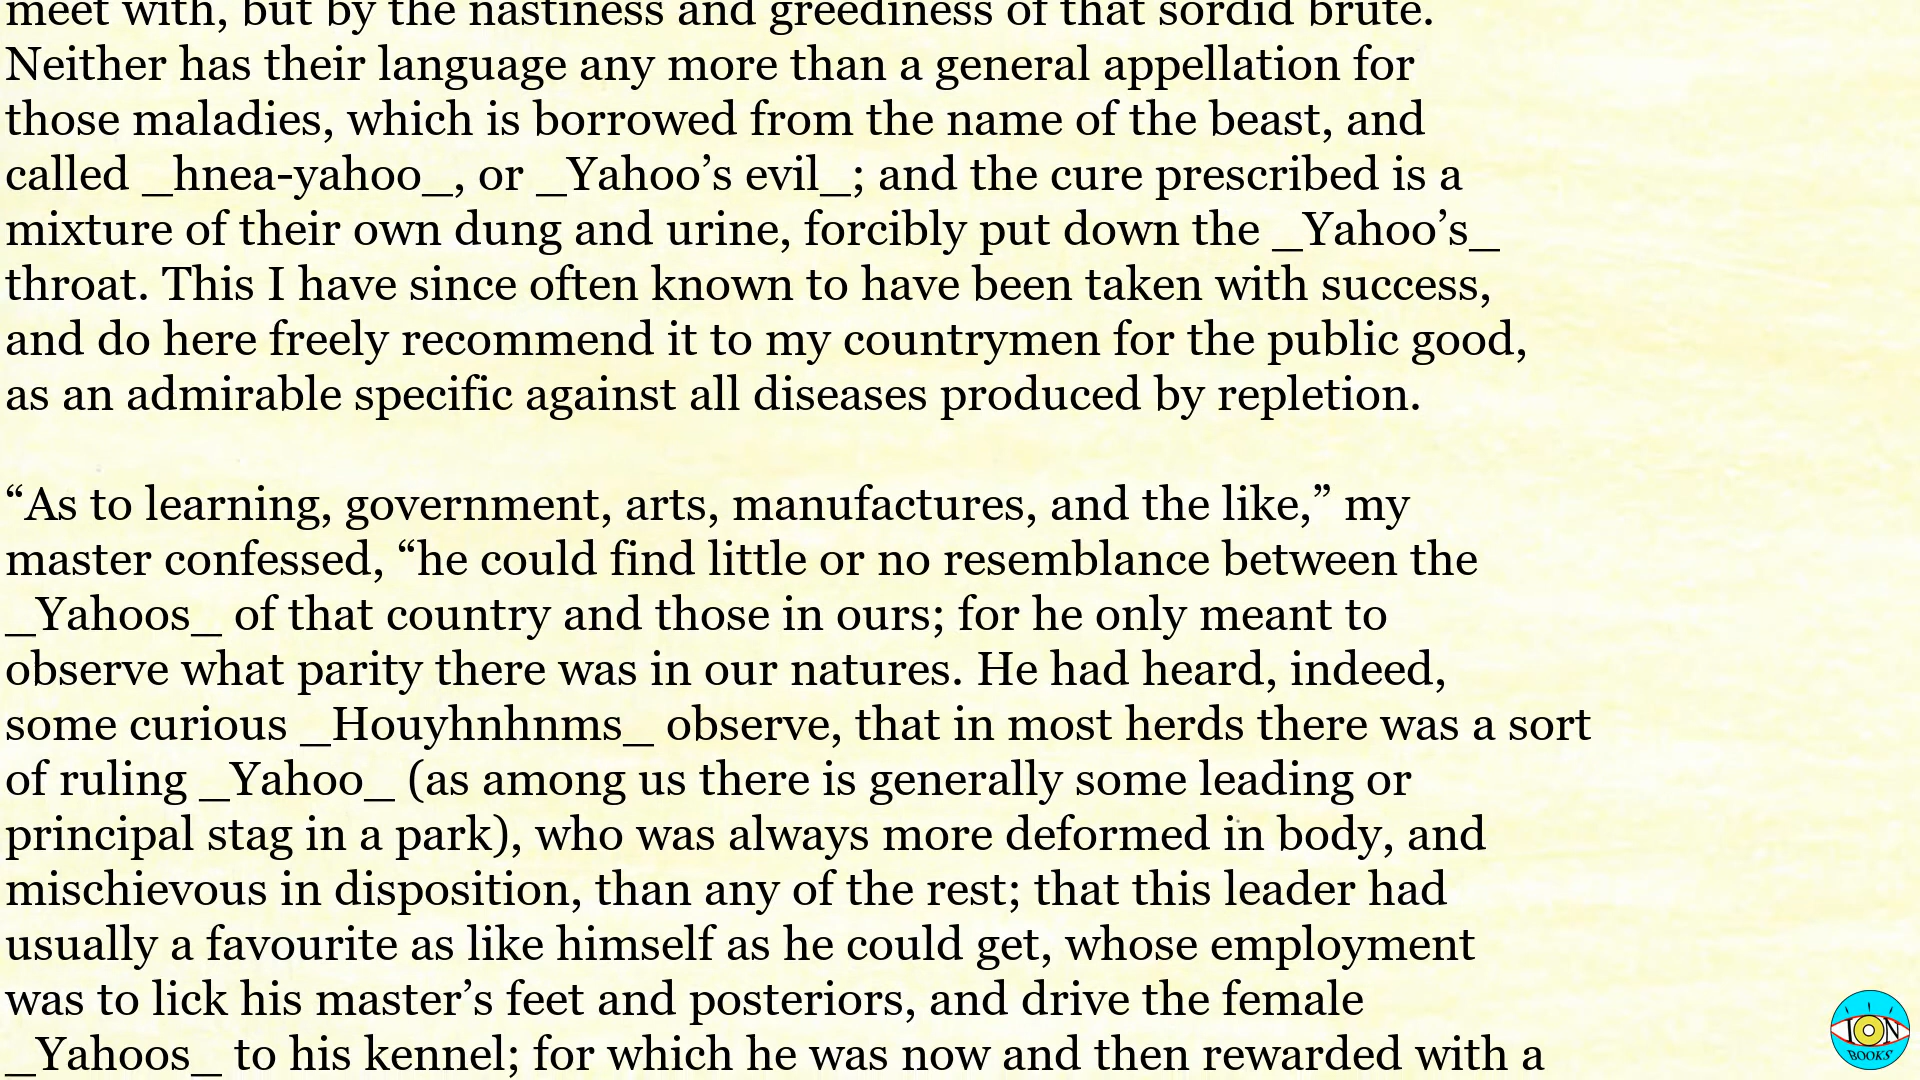 meet with, but by the nastiness and greediness of that sordid brute.
Neither has their language any more than a general appellation for
those maladies, which is borrowed from the name of the beast, and
called _hnea-yahoo_, or _Yahoo’s evil_; and the cure prescribed is a
mixture of their own dung and urine, forcibly put down the _Yahoo’s_
throat. This I have since often known to have been taken with success,
and do here freely recommend it to my countrymen for the public good,
as an admirable specific against all diseases produced by repletion.

“As to learning, government, arts, manufactures, and the like,” my
master confessed, “he could find little or no resemblance between the
_Yahoos_ of that country and those in ours; for he only meant to
observe what parity there was in our natures. He had heard, indeed,
some curious _Houyhnhnms_ observe, that in most herds there was a sort
of ruling _Yahoo_ (as among us there is generally some leading or
principal stag in a park), who was always more deformed in body, and
mischievous in disposition, than any of the rest; that this leader had
usually a favourite as like himself as he could get, whose employment
was to lick his master’s feet and posteriors, and drive the female
_Yahoos_ to his kennel; for which he was now and then rewarded with a
ION
BOOKS